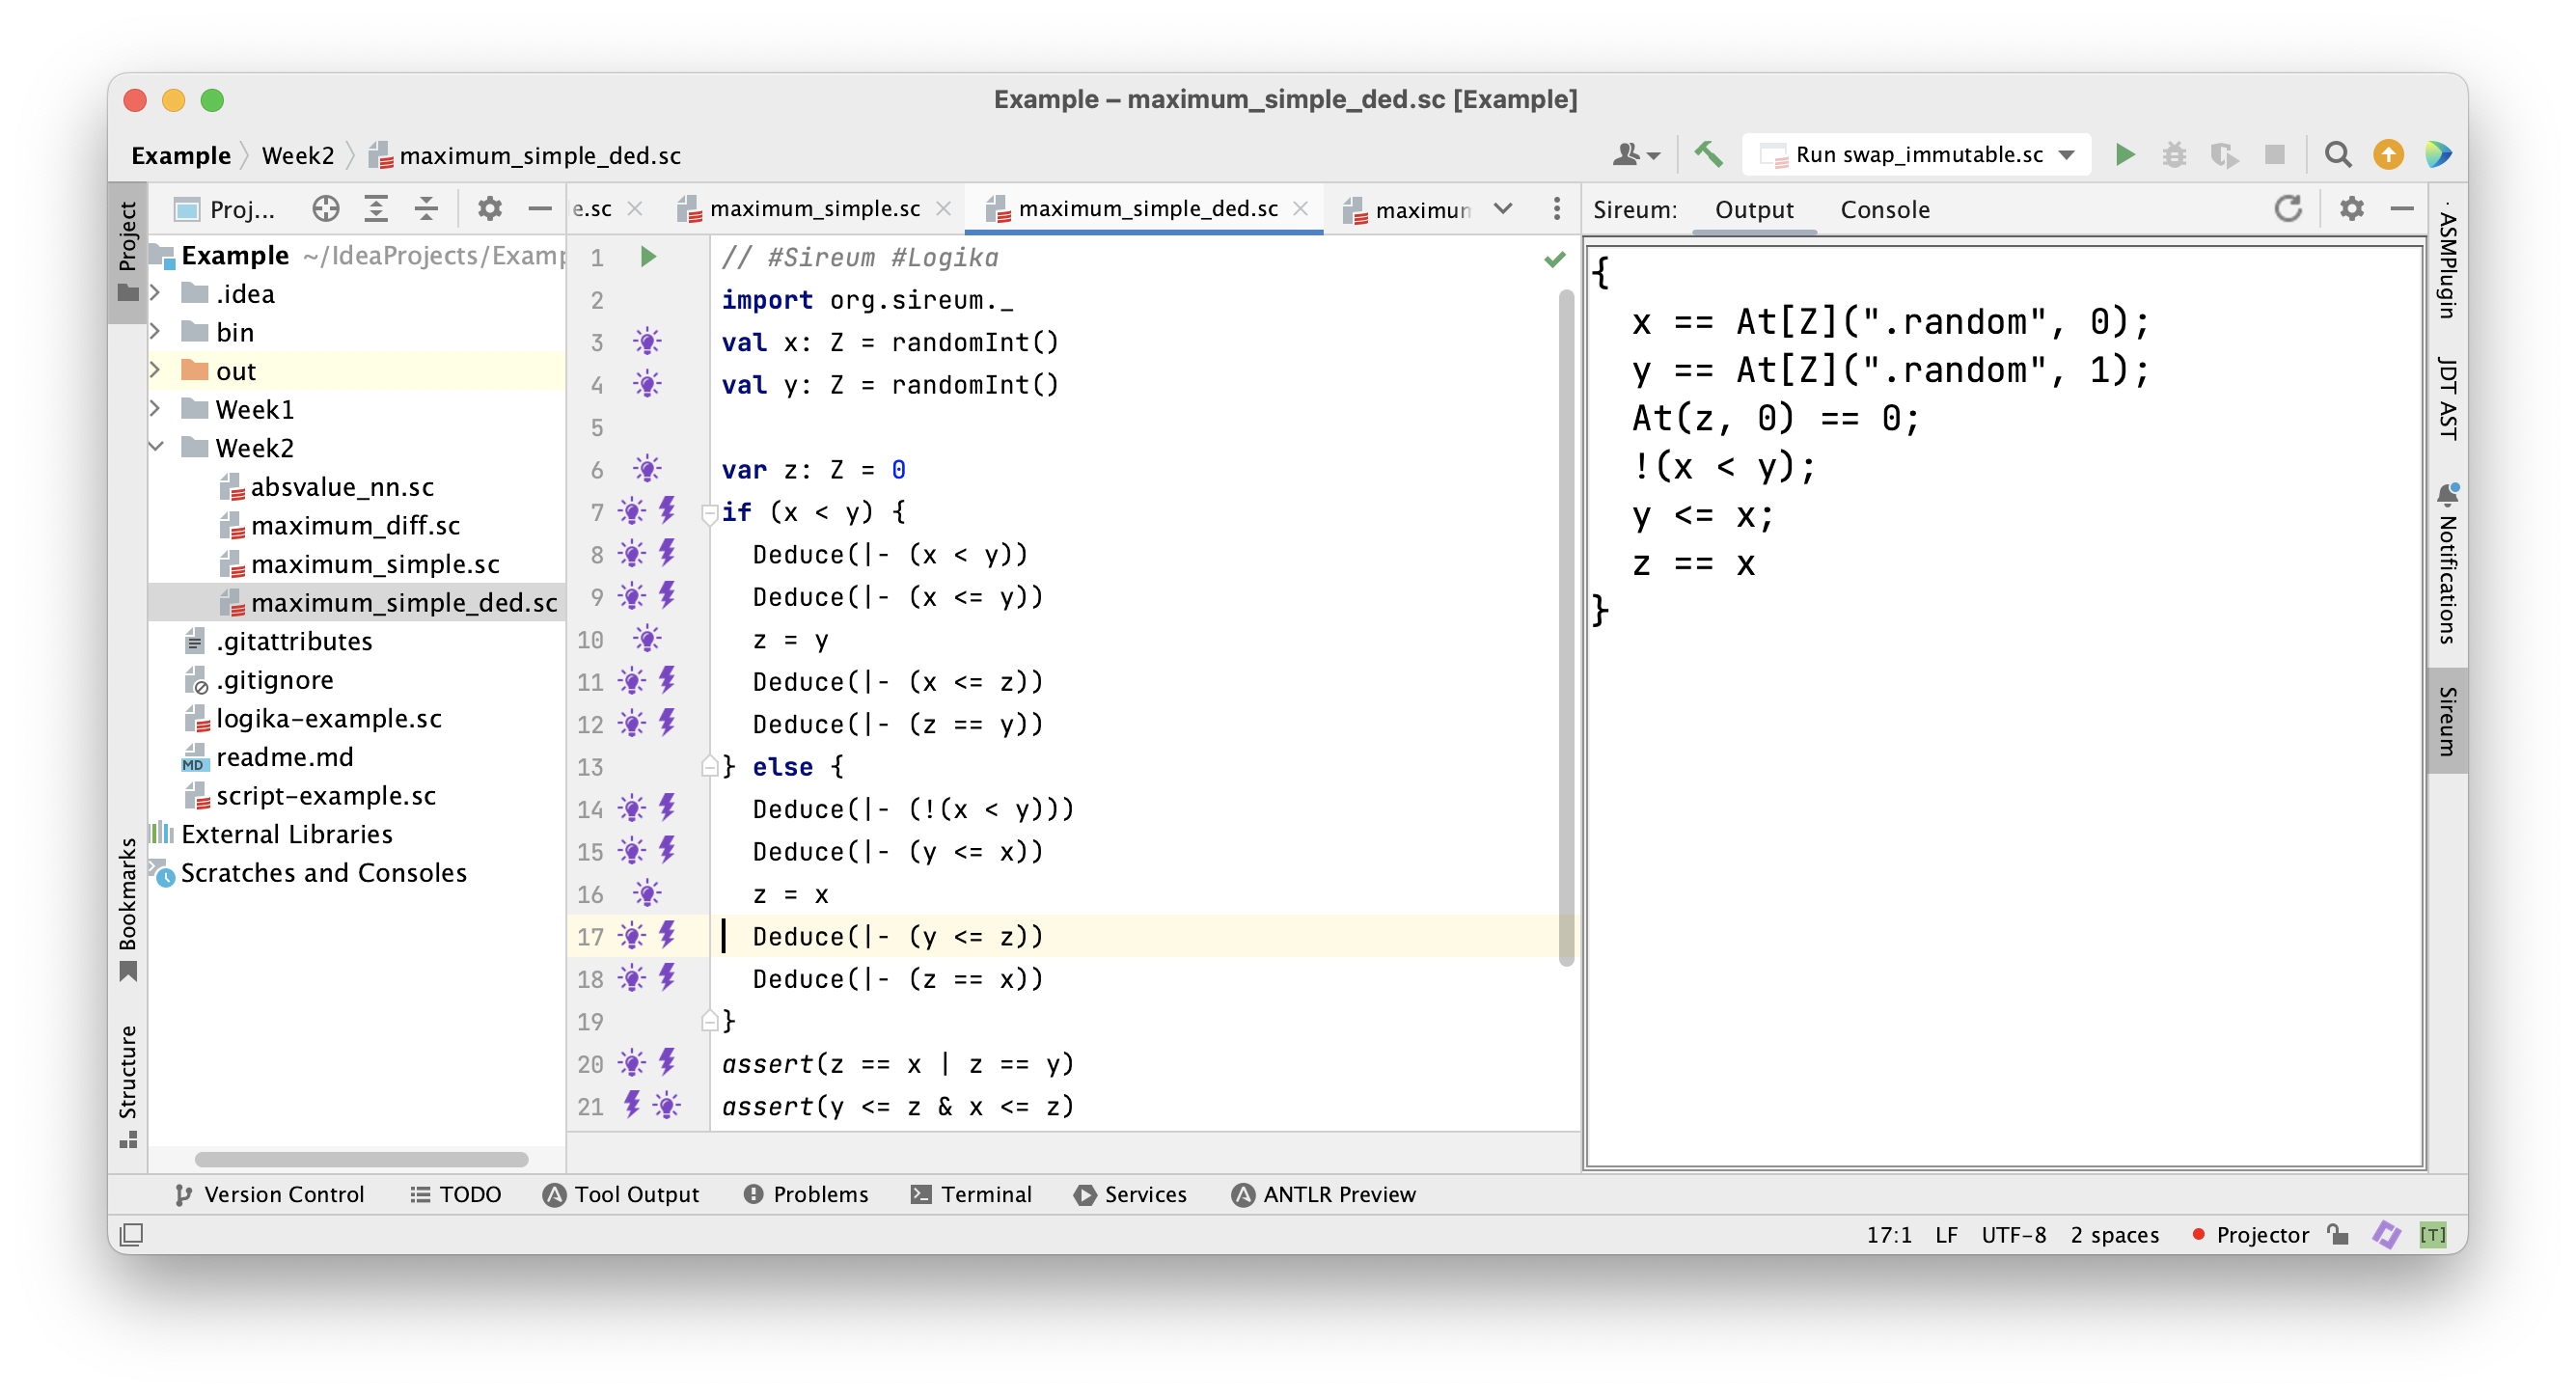 Example – maximum_simple_ded.sc [Example]
Example Week2 maximum_simple_ded.sc
Run swap_immutable.sc
Project
Proj...
Example ~/IdeaProjects/Examp
.idea
bin
out
Week1
Week2
absvalue_nn.sc
maximum_diff.sc
maximum_simple.sc
maximum_simple_ded.sc
.gitattributes
.gitignore
logika-example.sc
MD readme.md
script-example.sc
External Libraries
Scratches and Consoles
Bookmarks
Structure
e.sc maximum_simple.sc maximum_simple_ded.sc maximum
1 // #Sireum #Logika
2 import org.sireum._
3 val x: Z = randomInt()
4 val y: Z = randomInt()
5
6 var z: Z = 0
7 if (x < y) {
8 Deduce(|- (x < y))
9 Deduce(|- (x <= y))
10 z = y
11 Deduce(|- (x <= z))
12 Deduce(|- (z == y))
13 } else {
14 Deduce(|- (!(x < y)))
15 Deduce(|- (y <= x))
16 z = x
17 Deduce(|- (y <= z))
18 Deduce(|- (z == x))
19 }
20 assert(z == x | z == y)
21 assert(y <= z & x <= z)
Sireum: Output Console
{
x == At[Z](".random", 0);
y == At[Z](".random", 1);
At(z, 0) == 0;
!(x < y);
y <= x;
z == x
}
ASMPlugin
JDT AST
Notifications
Sireum
Version Control TODO Tool Output Problems Terminal Services ANTLR Preview
17:1 LF UTF-8 2 spaces Projector [T]